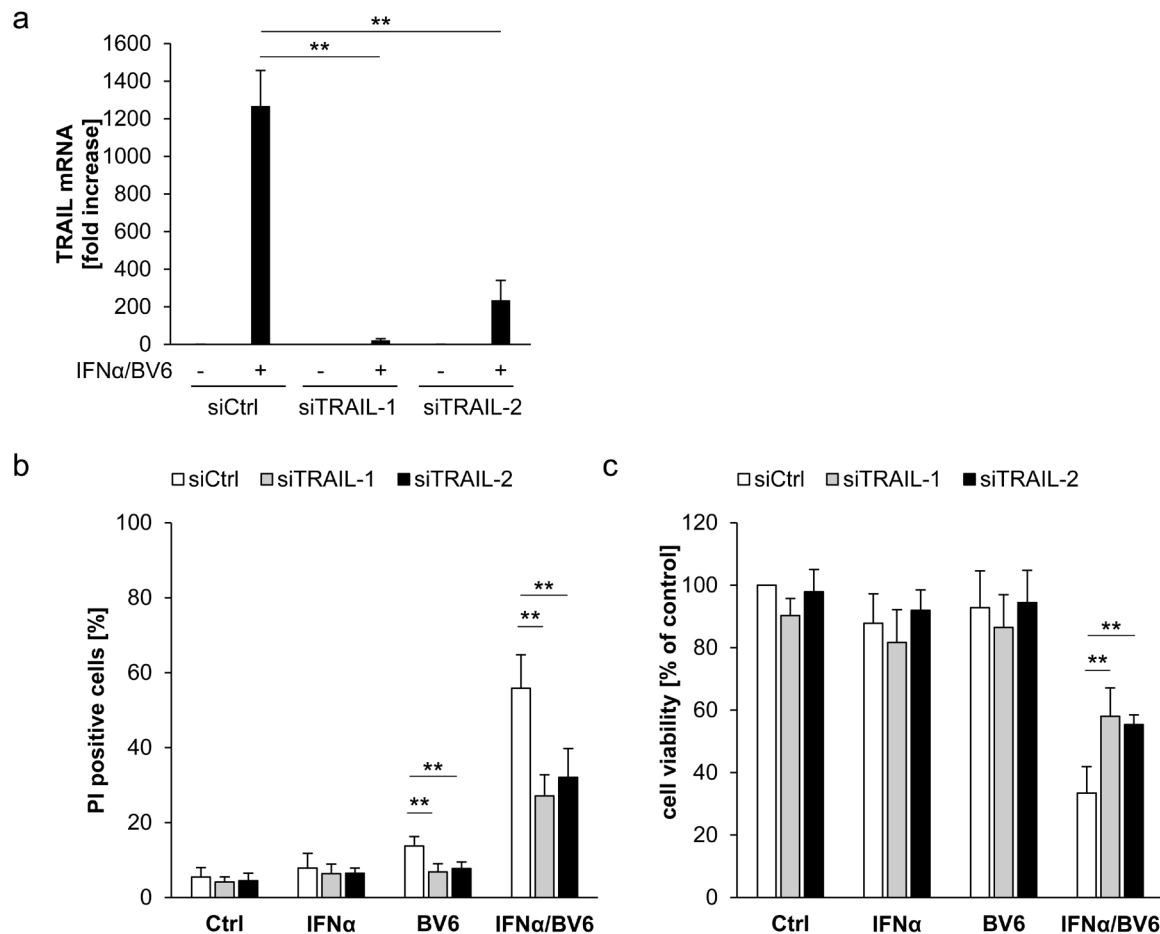 a
** 
**
1600
1400
1200
1000
800
600
400
200
0
TRAIL mRNA
[fold increase]
IFNα/BV6 - + - + - +
siCtrl siTRAIL-1 siTRAIL-2
b
siCtrl siTRAIL-1 siTRAIL-2
100
80
60
40
20
0
PI positive cells [%]
**
**
**
**
Ctrl IFNα BV6 IFNα/BV6
c
siCtrl siTRAIL-1 siTRAIL-2
120
100
80
60
40
20
0
cell viability [% of control]
**
**
Ctrl IFNα BV6 IFNα/BV6